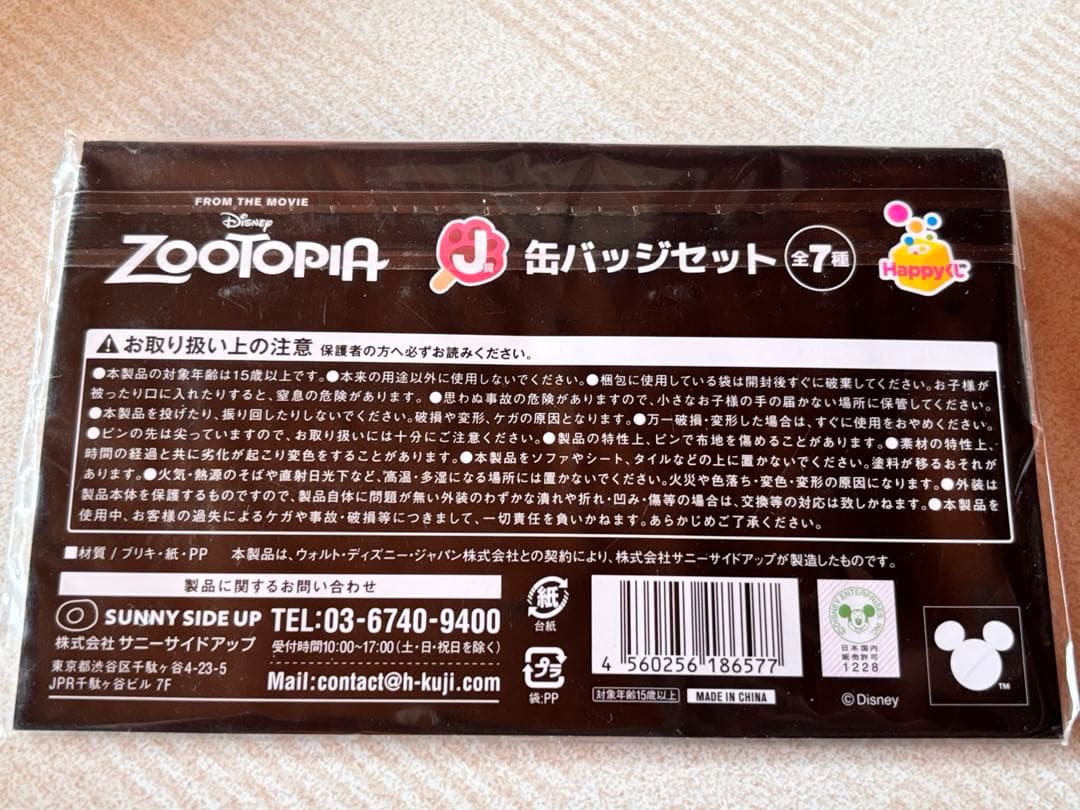 FROM THE MOVIE
Disney
ZOOTOPIA
J賞
缶バッジセット
全7種
Happyくじ
お取り扱い上の注意 保護者の方へ必ずお読みください。
●本製品の対象年齢は15歳以上です。●本来の用途以外に使用しないでください。●梱包に使用している袋は開封後すぐに破棄してください。お子様が
被ったり口に入れたりすると、窒息の危険があります。●思わぬ事故の危険がありますので、小さなお子様の手の届かない場所に保管してください。
●本製品を投げたり、振り回したりしないでください。破損や変形、ケガの原因となります。●万一破損・変形した場合は、すぐに使用をおやめください。
●ピンの先は尖っていますので、お取り扱いには十分にご注意ください。●製品の特性上、ピンで布地を傷めることがあります。●素材の特性上、
時間の経過と共に劣化が起こり変色をすることがあります。●本製品をソファやシート、タイルなどの上に置かないでください。塗料が移るおそれが
あります。●火気・熱源のそばや直射日光下など、高温・多湿になる場所には置かないでください。火災や色落ち・変色・変形の原因になります。●外装は
製品本体を保護するものですので、製品自体に問題が無い外装のわずかな潰れや折れ・凹み・傷等の場合は、交換等の対応は致しかねます。●本製品を
使用中、お客様の過失によるケガや事故・破損等につきまして、一切責任を負いかねます。あらかじめご了承ください。
■材質 / ブリキ・紙・PP 本製品は、ウォルト・ディズニー・ジャパン株式会社との契約により、株式会社サニーサイドアップが製造したものです。
製品に関するお問い合わせ
SUNNY SIDE UP
株式会社 サニーサイドアップ
東京都渋谷区千駄ヶ谷4-23-5
JPR千駄ヶ谷ビル 7F
TEL:03-6740-9400
受付時間10:00~17:00(土・日・祝日を除く)
Mail:contact@h-kuji.com
紙
台紙
プラ
袋:PP
4 560256 186577
対象年齢15歳以上
MADE IN CHINA
©DISNEY ENTERPRISES, INC
日本国内
販売許可
1228
©Disney
TM